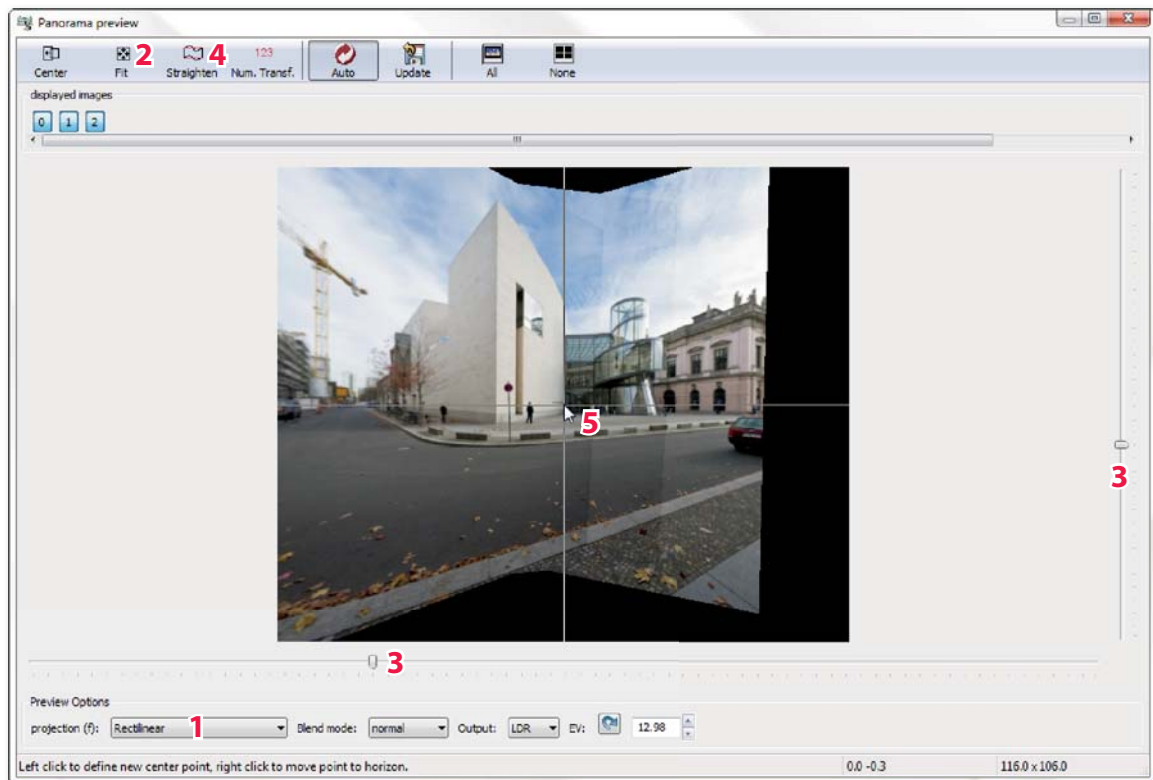 Panorama preview
2 4 123
Center Fit Straighten Num. Transf. Auto Update All None
displayed images
0 1 2
5
3
3
Preview Options
projection (f): Rectilinear 1 Blend mode: normal Output: LDR EV: 12.98
Left click to define new center point, right click to move point to horizon. 0.0 -0.3 116.0 x 106.0